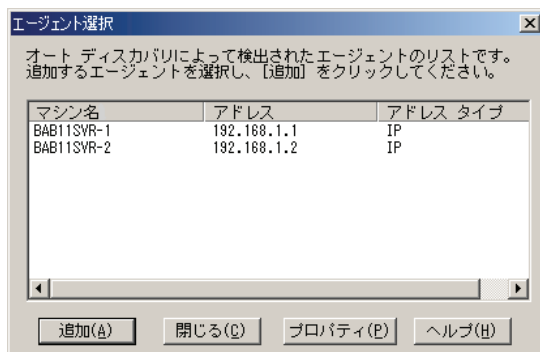 エージェント選択
オート ディスカバリによって検出されたエージェントのリストです。
追加するエージェントを選択し、[追加] をクリックしてください。
マシン名 アドレス アドレス タイプ
BAB11SVR-1 192.168.1.1 IP
BAB11SVR-2 192.168.1.2 IP
追加(A) 閉じる(C) プロパティ(P) ヘルプ(H)